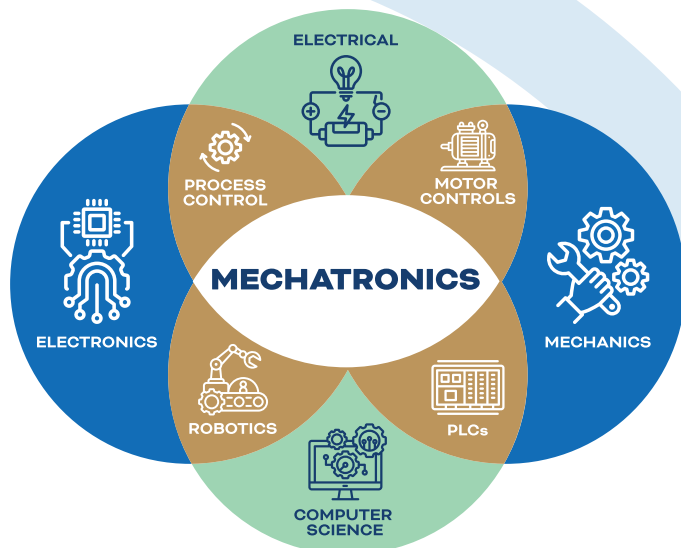 ELECTRICAL
PROCESS
CONTROL
MOTOR
CONTROLS
MECHATRONICS
ELECTRONICS
MECHANICS
ROBOTICS
PLCs
COMPUTER
SCIENCE